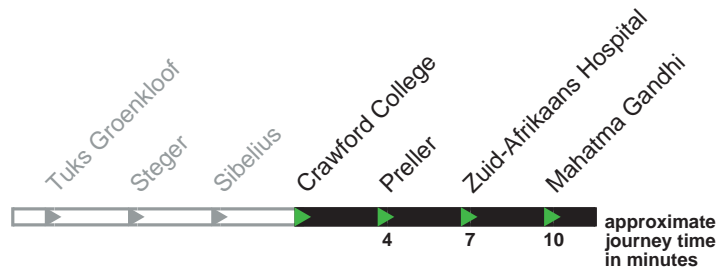 Tuks Groenkloof
Steger
Sibelius
Crawford College
Preller
Zuid-Afrikaans Hospital
Mahatma Gandhi
4
7
10
approximate
journey time
in minutes